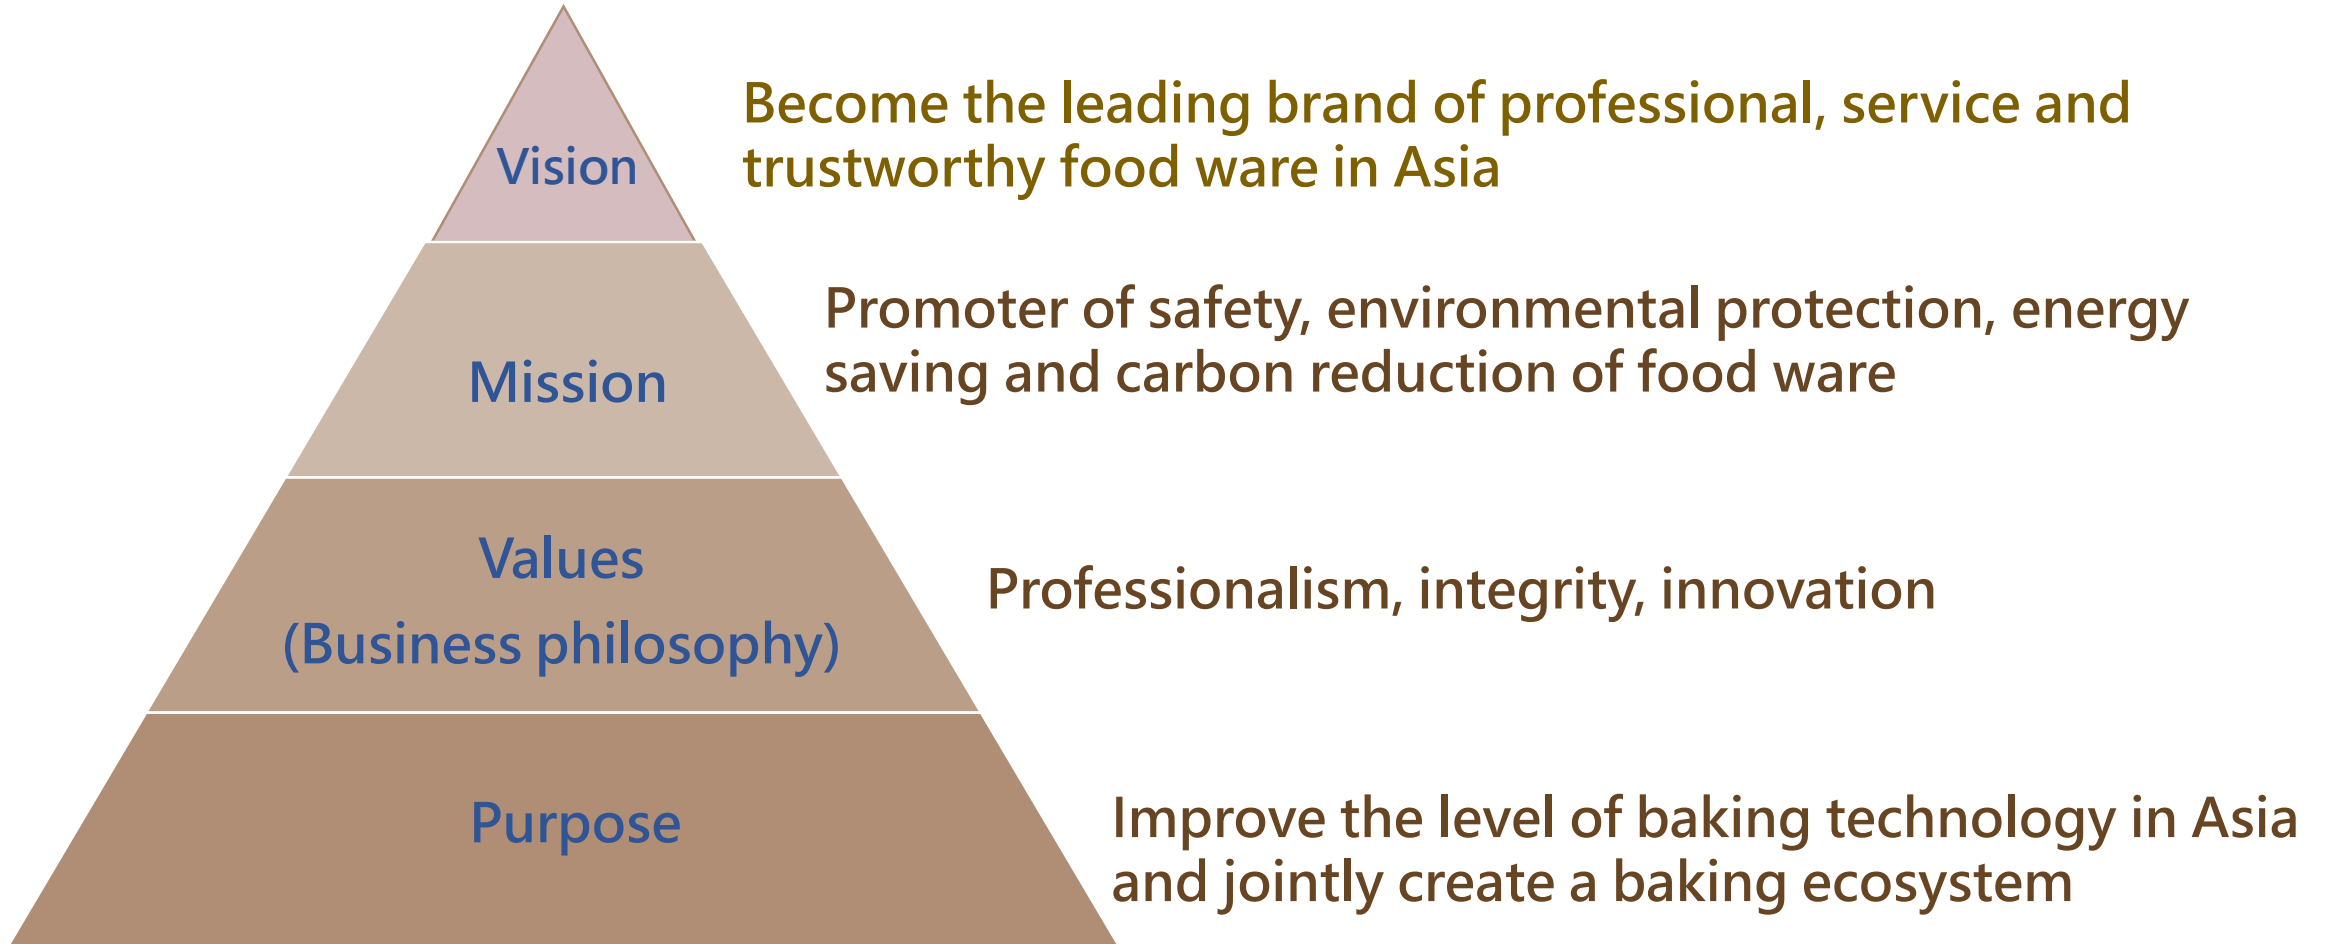 Vision
Become the leading brand of professional, service and
trustworthy food ware in Asia
Mission
Promoter of safety, environmental protection, energy
saving and carbon reduction of food ware
Values
(Business philosophy)
Professionalism, integrity, innovation
Purpose
Improve the level of baking technology in Asia
and jointly create a baking ecosystem